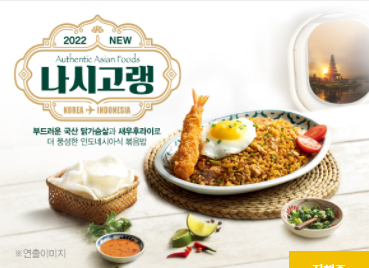 2022 NEW
Authentic Asian Foods
나시고랭
KOREA ✈ INDONESIA
부드러운 국산 닭가슴살과 새우후라이로
더 풍성한 인도네시아식 볶음밥
※연출이미지